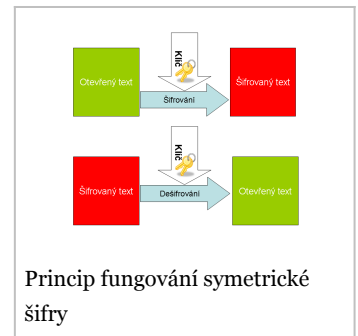 Klíč
Otevřený text
Šifrovaný text
Šifrování
Klíč
Šifrovaný text
Otevřený text
Dešifrování
Princip fungování symetrické
šifry